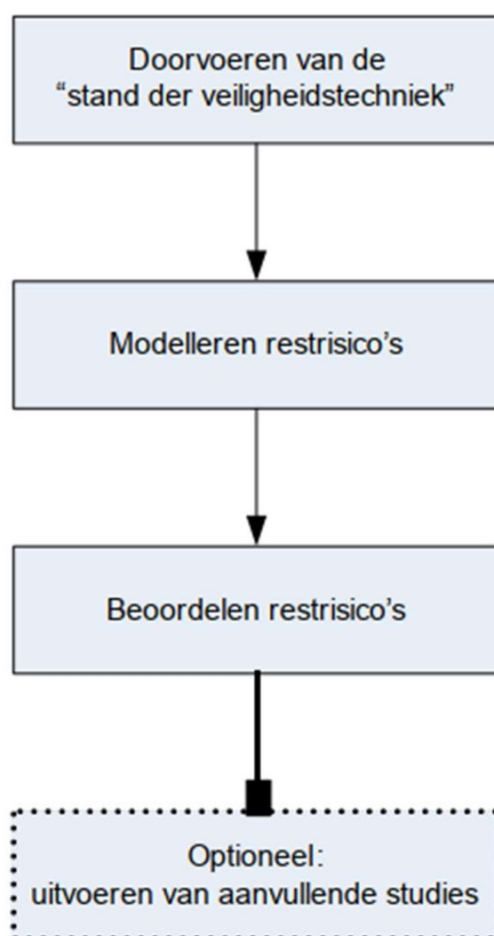 Doorvoeren van de
“stand der veiligheidstechniek”
Modelleren restrisico’s
Beoordelen restrisico’s
Optioneel:
uitvoeren van aanvullende studies